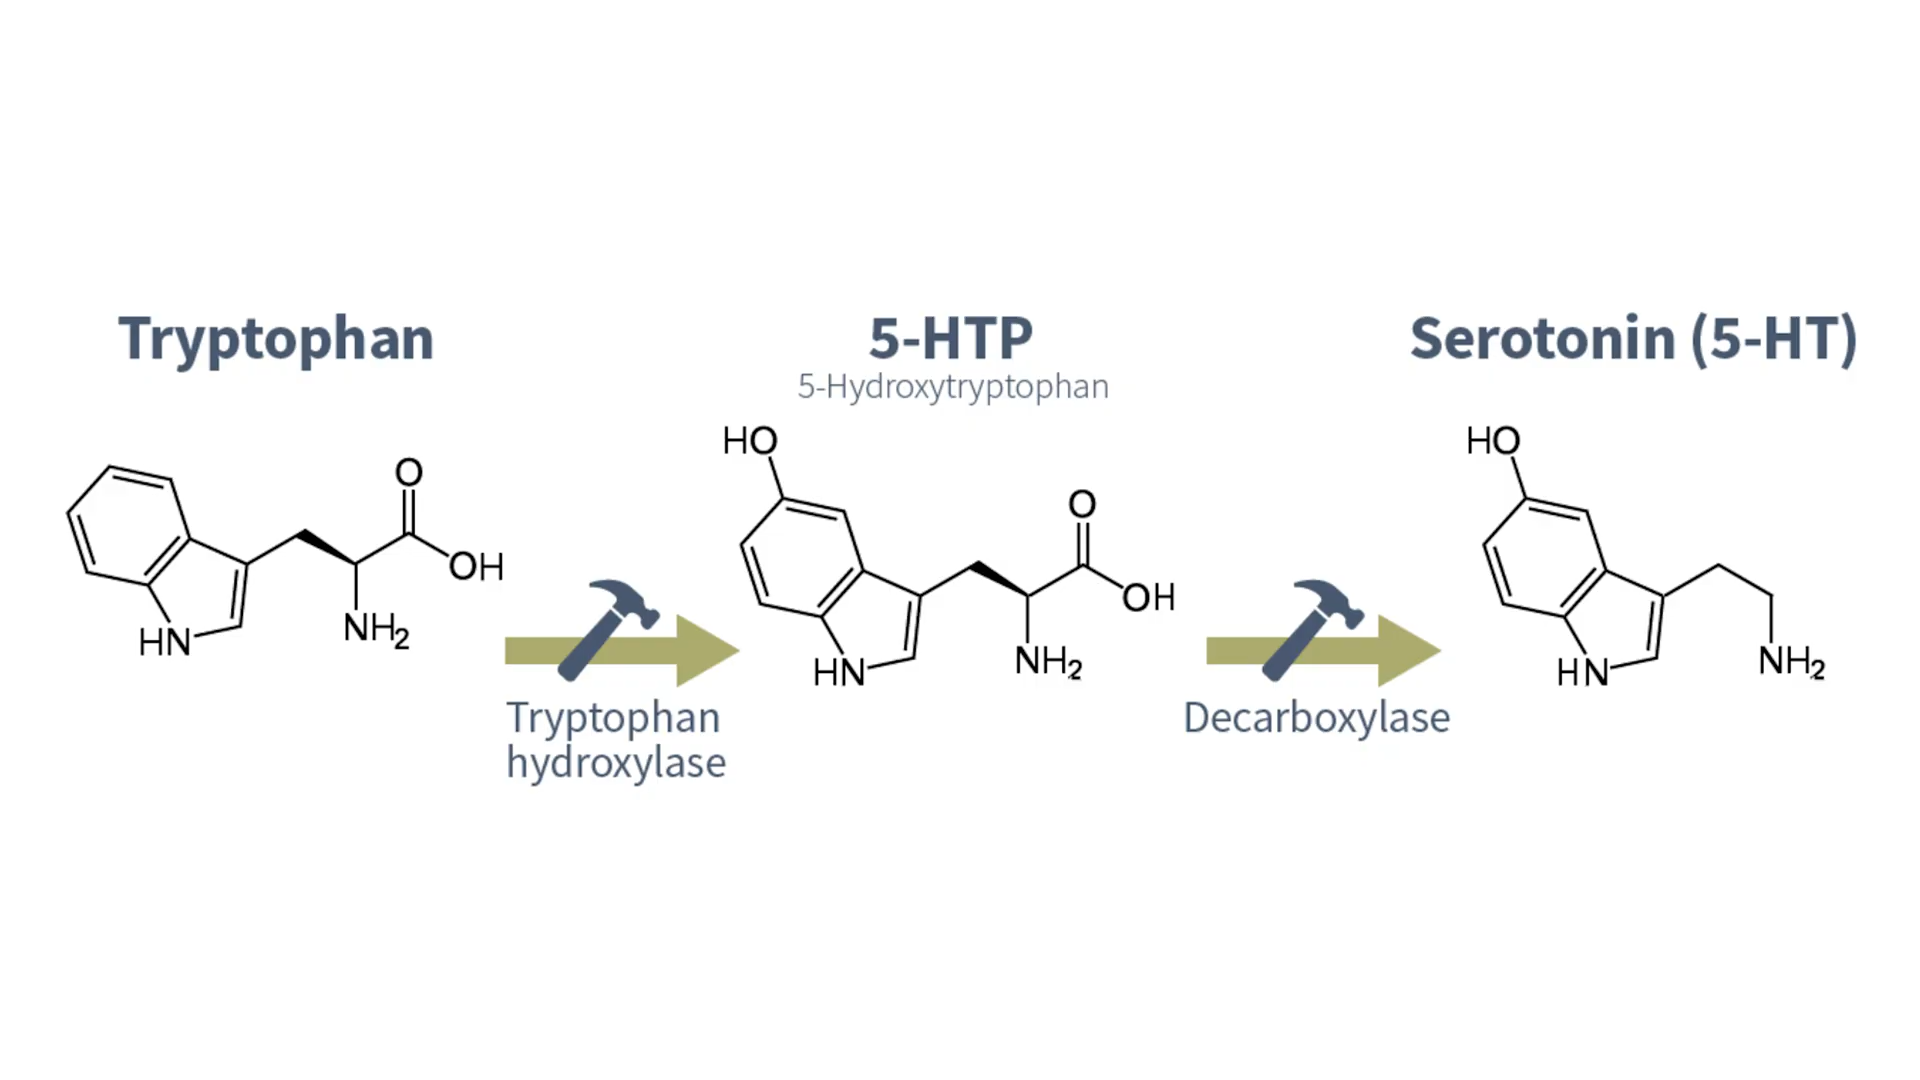 Tryptophan
5-HTP
5-Hydroxytryptophan
Serotonin (5-HT)
O
OH
NH2
HN
Tryptophan
hydroxylase
HO
O
OH
NH2
HN
Decarboxylase
HO
HN
NH2